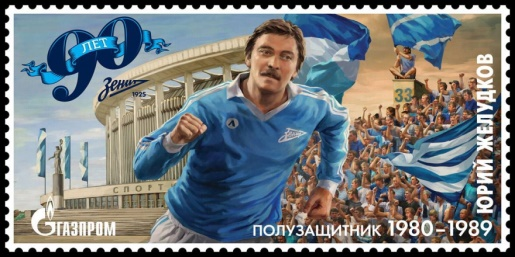 90 ЛЕТ
Зенит
1925
33
СПОРТ
ГАЗПРОМ
ПОЛУЗАЩИТНИК 1980-1989
ЮРИЙ ЖЕЛУДКОВ